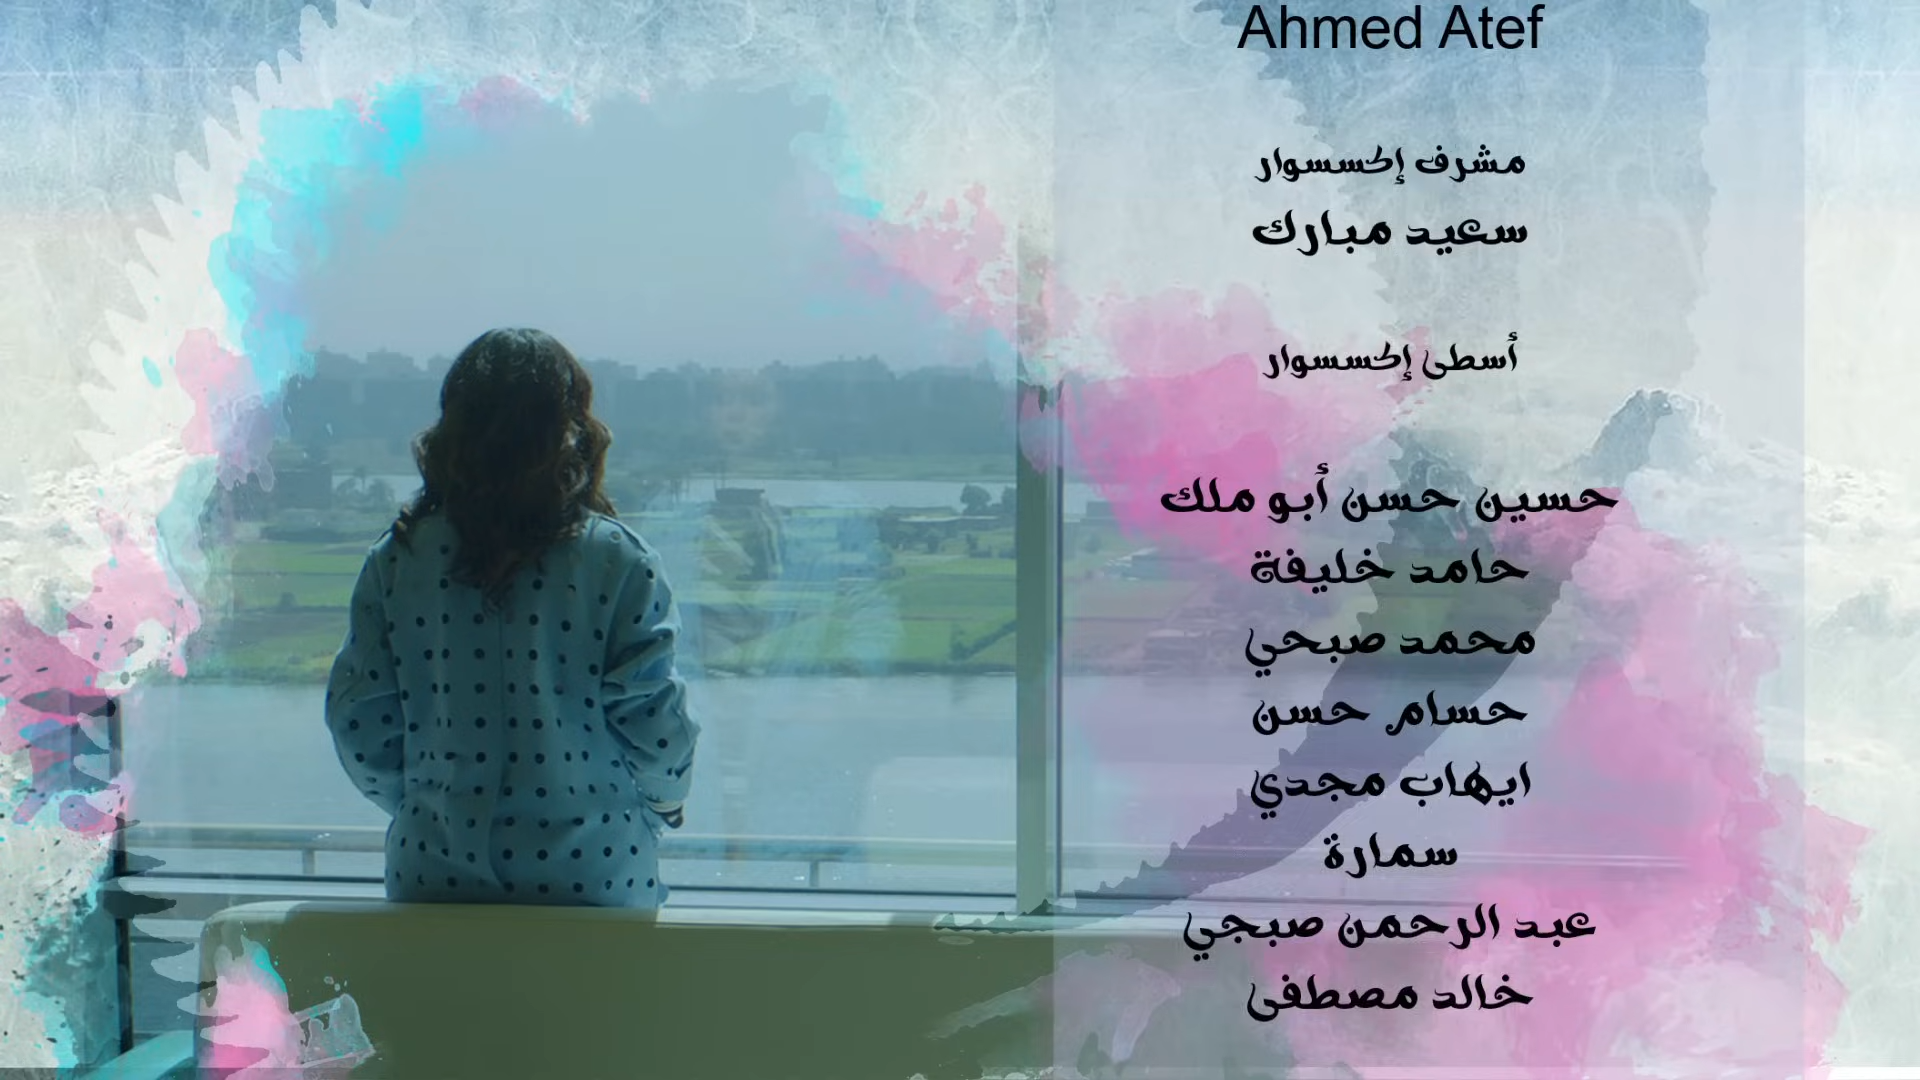 Ahmed Atef
مشرف إكسسوار
سعيد مبارك
أسطى إكسسوار
حسين حسن أبو ملك
حامد خليفة
محمد صبحي
حسام حسن
ايهاب مجدي
سمارة
عبد الرحمن صبجي
خالد مصطفى